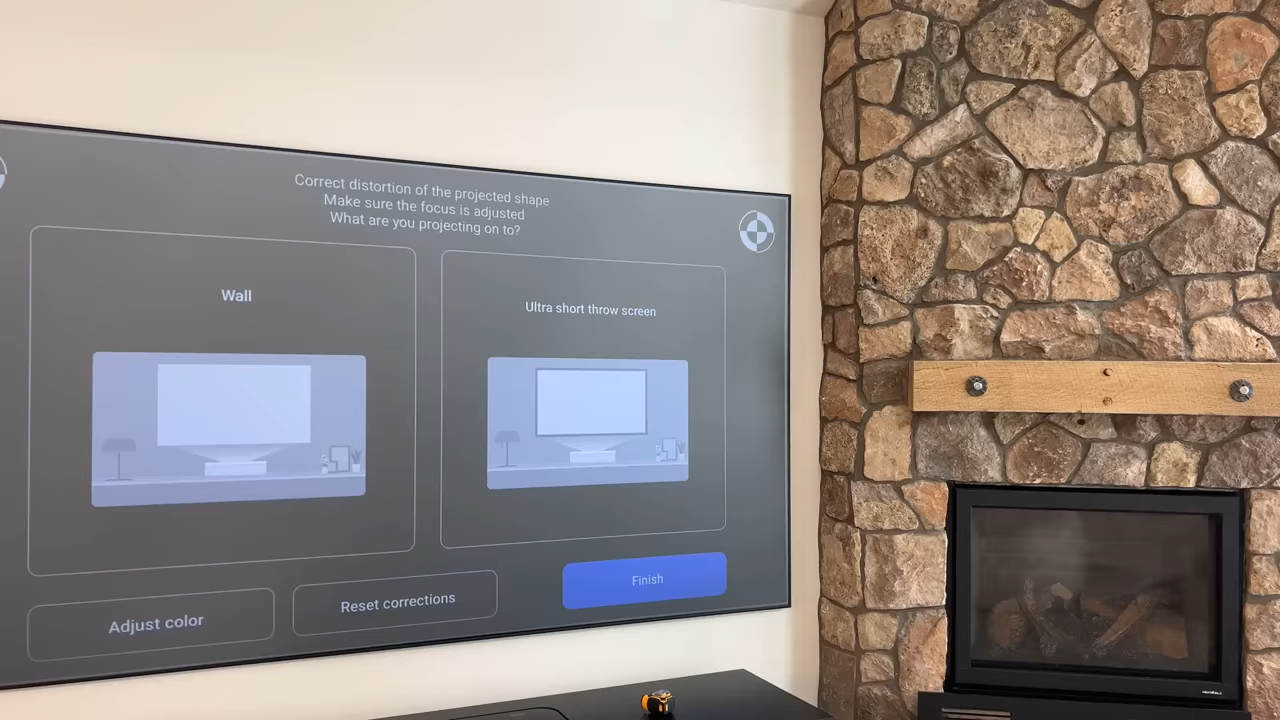 Correct distortion of the projected shape
Make sure the focus is adjusted
What are you projecting on to?
Wall
Ultra short throw screen
Adjust color
Reset corrections
Finish